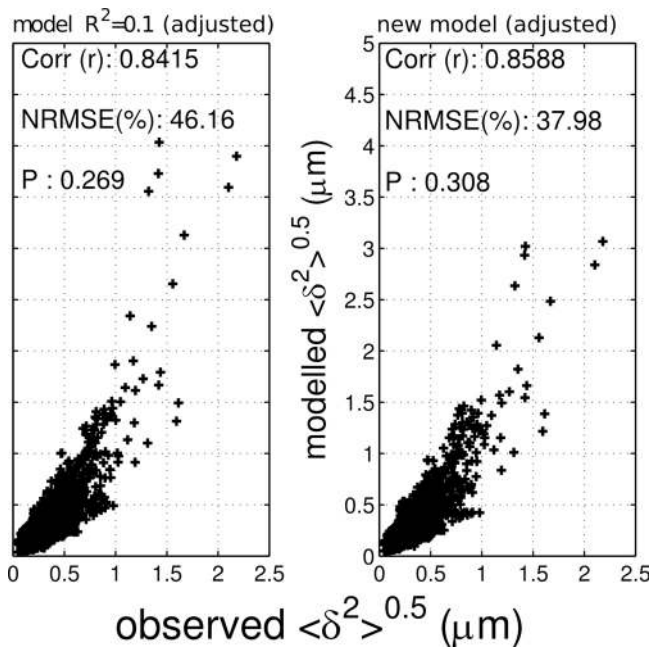 model R²=0.1 (adjusted)
Corr (r): 0.8415
NRMSE(%): 46.16
P : 0.269
0 0.5 1 1.5 2 2.5
new model (adjusted)
Corr (r): 0.8588
NRMSE(%): 37.98
P : 0.308
modelled <δ²>^0.5 (μm)
5
4.5
4
3.5
3
2.5
2
1.5
1
0.5
0
0 0.5 1 1.5 2 2.5
observed <δ²>^0.5 (μm)